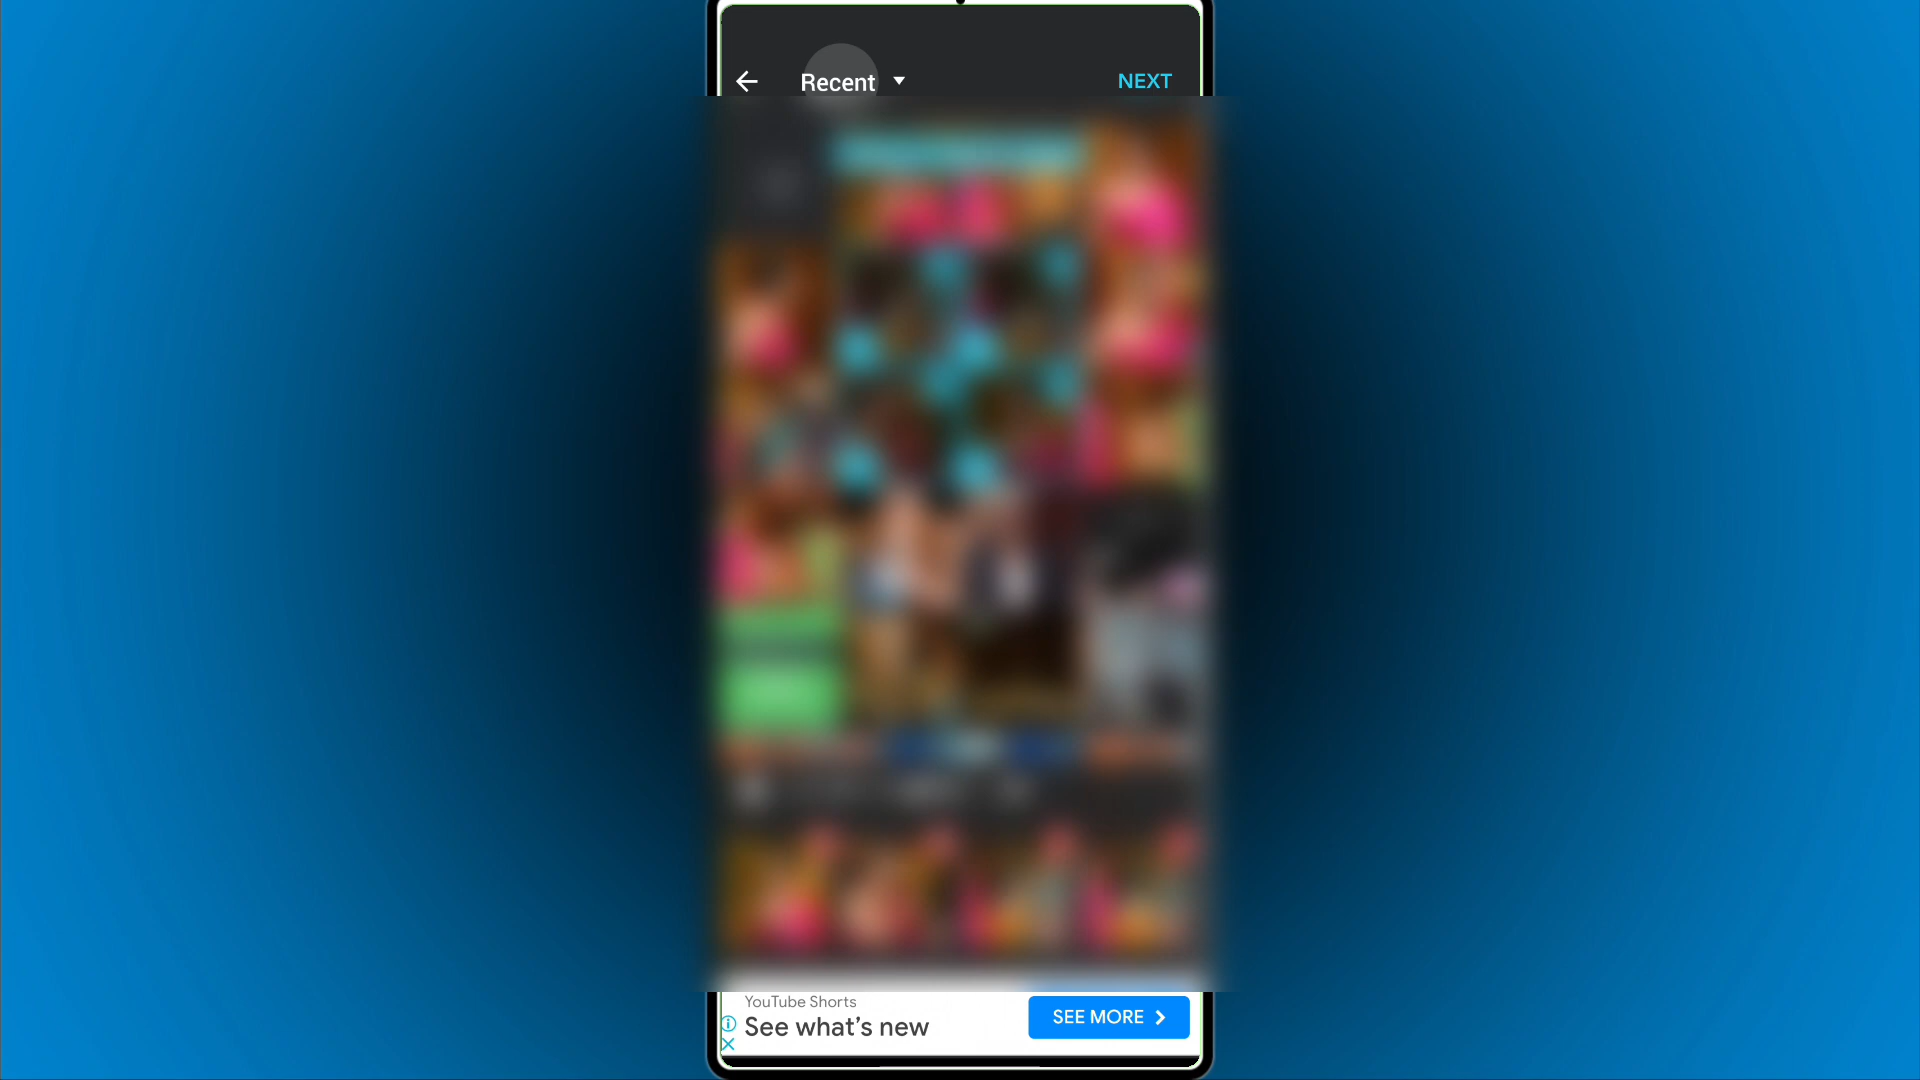 Recent
NEXT
YouTube Shorts
See what's new
SEE MORE